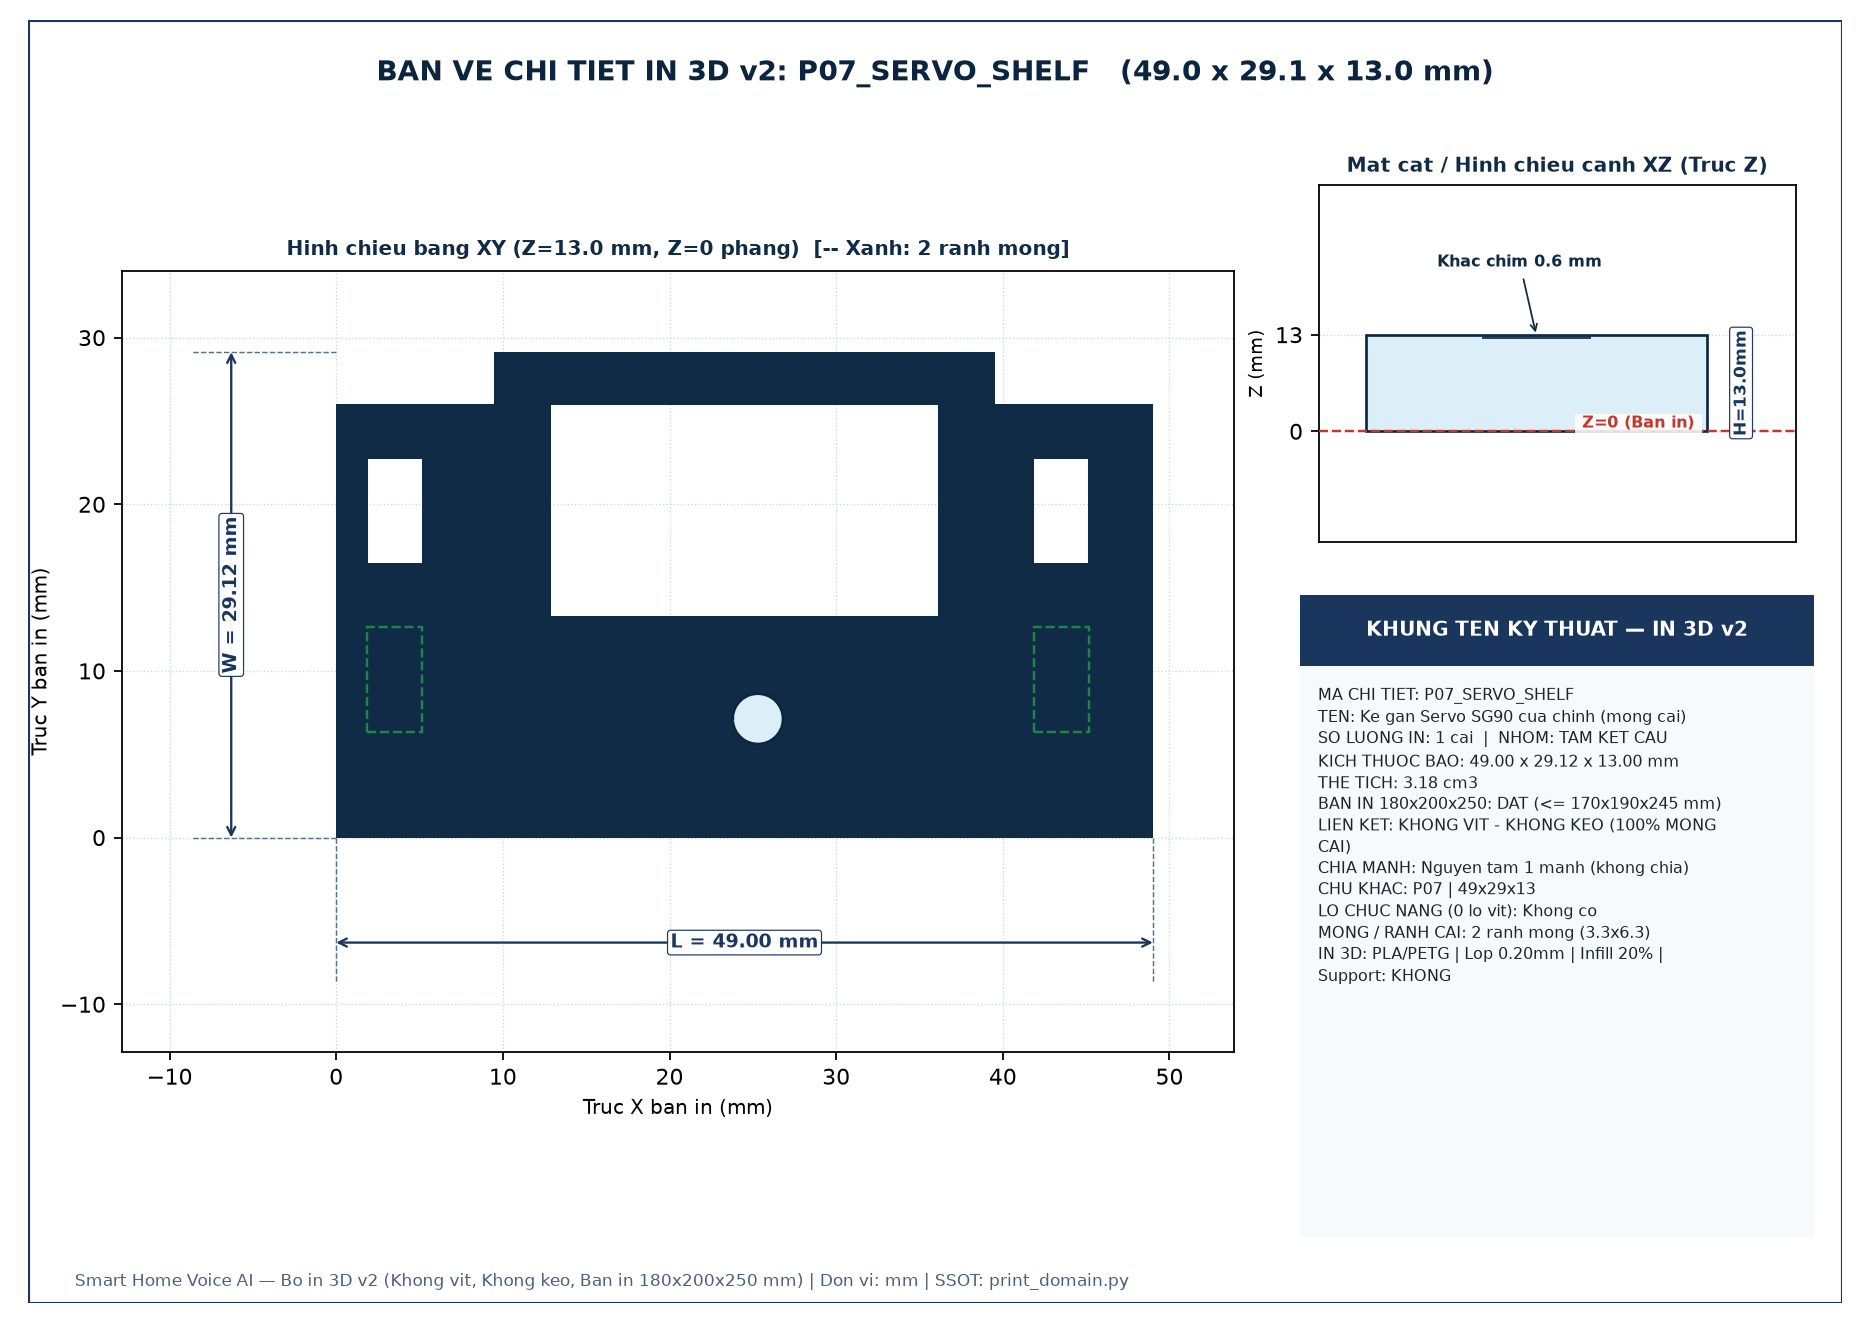 BAN VE CHI TIET IN 3D v2: P07_SERVO_SHELF (49.0 x 29.1 x 13.0 mm)
Hinh chieu bang XY (Z=13.0 mm, Z=0 phang) [-- Xanh: 2 ranh mong]
30
20
10
0
−10
Truc Y ban in (mm)
W = 29.12 mm
L = 49.00 mm
−10
0
10
20
30
40
50
Truc X ban in (mm)
Mat cat / Hinh chieu canh XZ (Truc Z)
Khac chim 0.6 mm
Z (mm)
13
0
Z=0 (Ban in)
H=13.0mm
KHUNG TEN KY THUAT — IN 3D v2
MA CHI TIET: P07_SERVO_SHELF
TEN: Ke gan Servo SG90 cua chinh (mong cai)
SO LUONG IN: 1 cai | NHOM: TAM KET CAU
KICH THUOC BAO: 49.00 x 29.12 x 13.00 mm
THE TICH: 3.18 cm3
BAN IN 180x200x250: DAT (<= 170x190x245 mm)
LIEN KET: KHONG VIT - KHONG KEO (100% MONG
CAI)
CHIA MANH: Nguyen tam 1 manh (khong chia)
CHU KHAC: P07 | 49x29x13
LO CHUC NANG (0 lo vit): Khong co
MONG / RANH CAI: 2 ranh mong (3.3x6.3)
IN 3D: PLA/PETG | Lop 0.20mm | Infill 20% |
Support: KHONG
Smart Home Voice AI — Bo in 3D v2 (Khong vit, Khong keo, Ban in 180x200x250 mm) | Don vi: mm | SSOT: print_domain.py